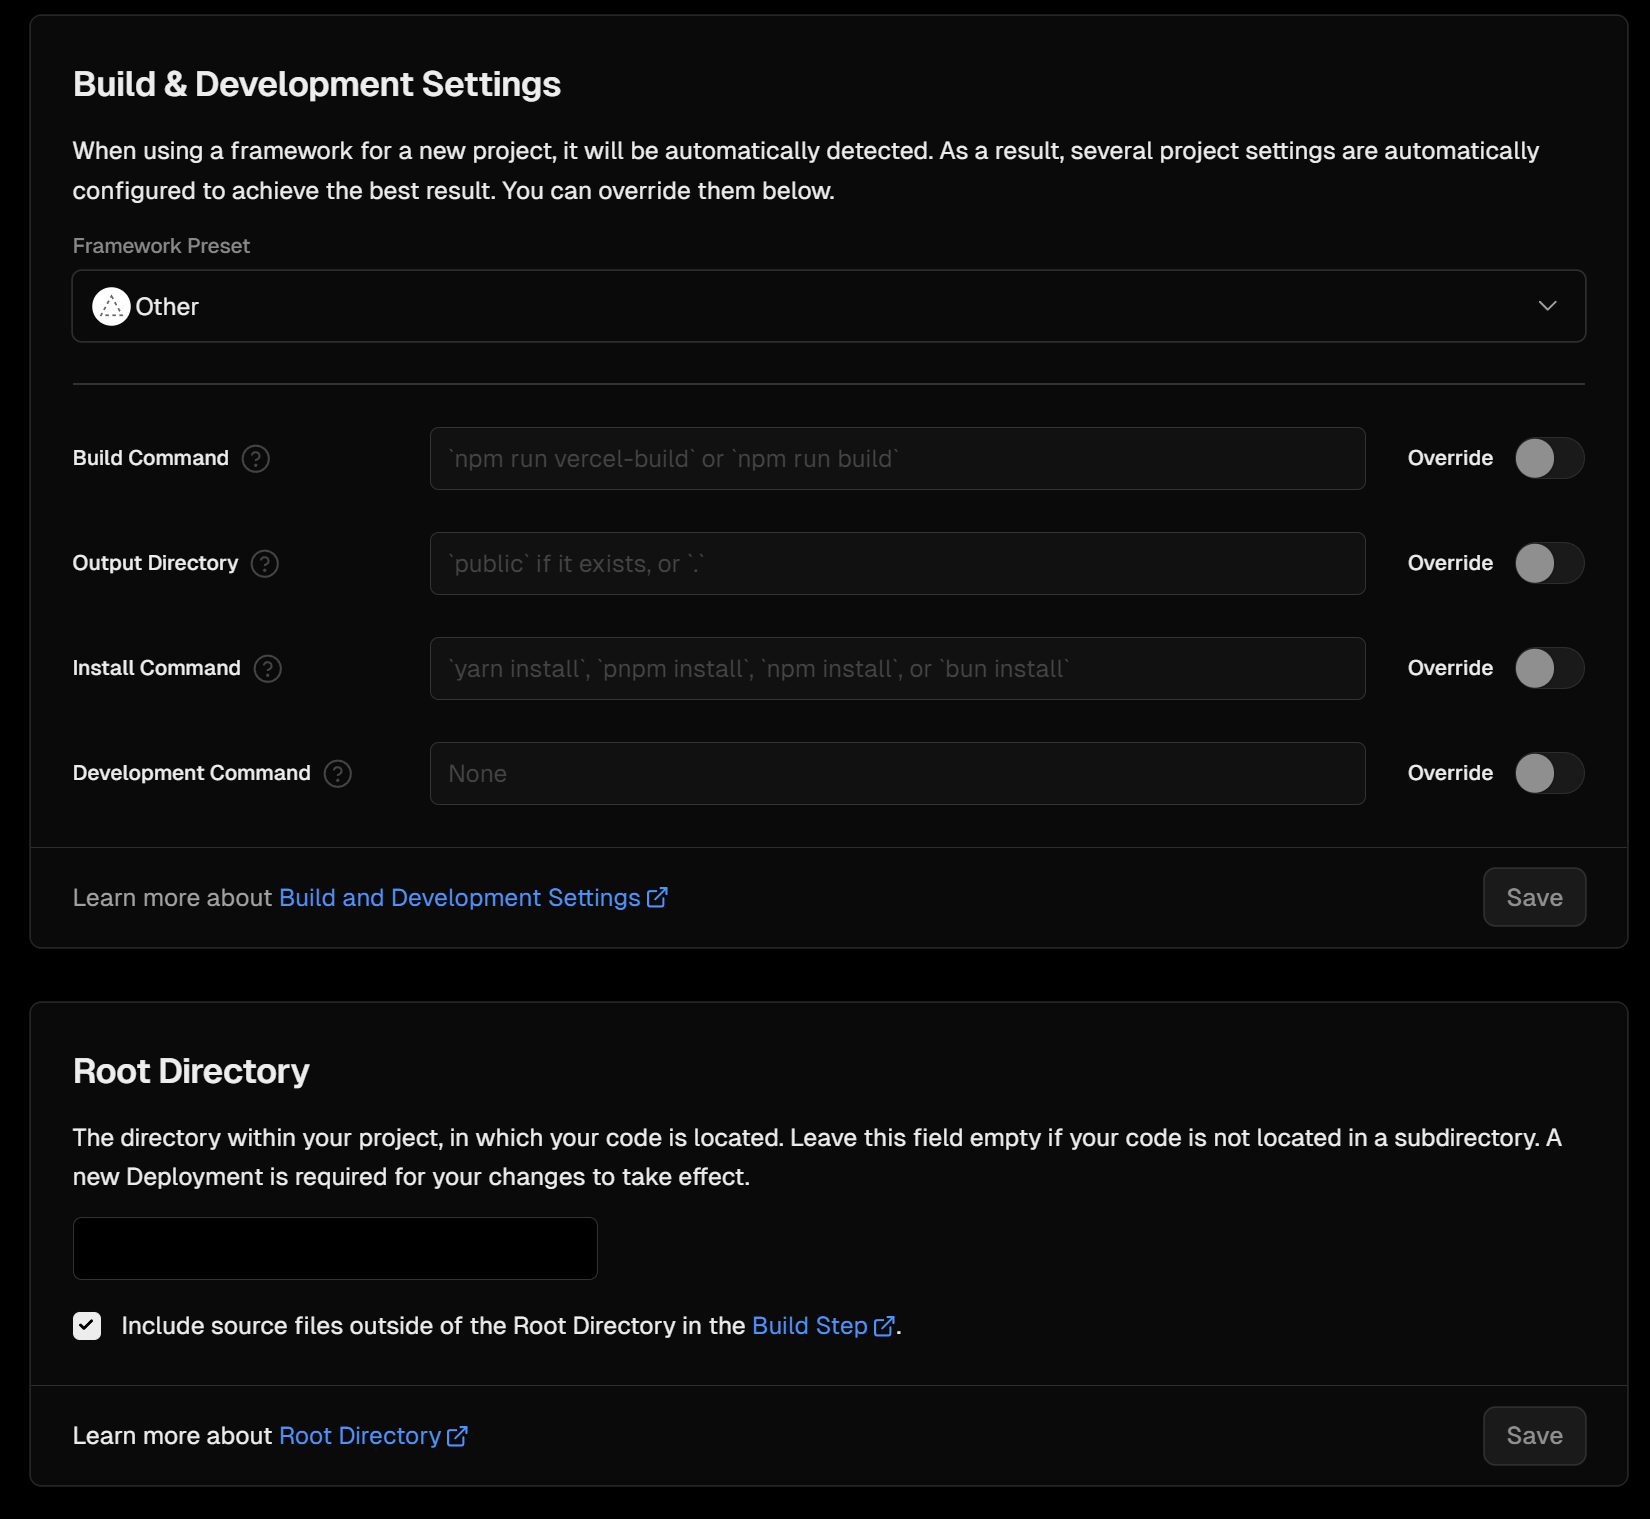 Build & Development Settings
When using a framework for a new project, it will be automatically detected. As a result, several project settings are automatically
configured to achieve the best result. You can override them below.
Framework Preset
Other
Build Command
`npm run vercel-build` or `npm run build`
Override
Output Directory
`public` if it exists, or `.`
Override
Install Command
`yarn install`, `pnpm install`, `npm install`, or `bun install`
Override
Development Command
None
Override
Learn more about Build and Development Settings
Save
Root Directory
The directory within your project, in which your code is located. Leave this field empty if your code is not located in a subdirectory. A
new Deployment is required for your changes to take effect.
Include source files outside of the Root Directory in the Build Step.
Learn more about Root Directory
Save